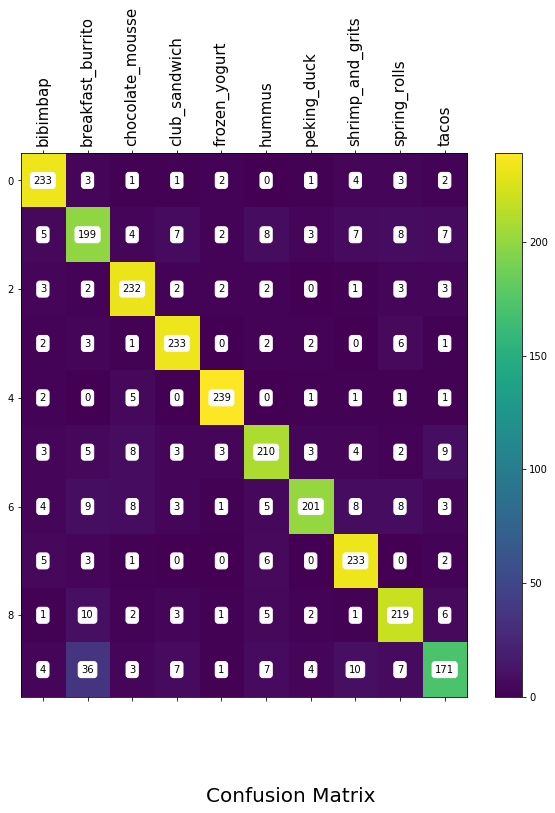 bibimbap breakfast_burrito chocolate_mousse club_sandwich frozen_yogurt hummus peking_duck shrimp_and_grits spring_rolls tacos
0 233 3 1 1 2 0 1 4 3 2
5 199 4 7 2 8 3 7 8 7
2 3 2 232 2 2 2 0 1 3 3
2 3 1 233 0 2 2 0 6 1
4 2 0 5 0 239 0 1 1 1 1
3 5 8 3 3 210 3 4 2 9
6 4 9 8 3 1 5 201 8 8 3
5 3 1 0 0 6 0 233 0 2
8 1 10 2 3 1 5 2 1 219 6
4 36 3 7 1 7 4 10 7 171
200
150
100
50
0
Confusion Matrix